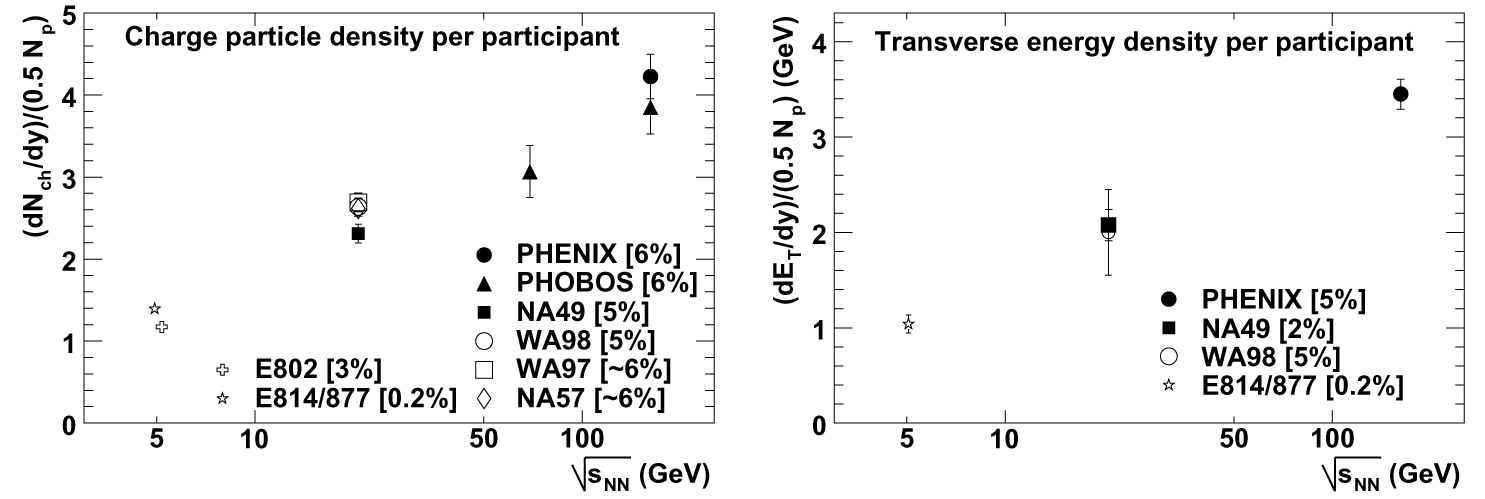 Charge particle density per participant
(dN_ch/dy)/(0.5 N_p)
5
4
3
2
1
0
PHENIX [6%]
PHOBOS [6%]
NA49 [5%]
WA98 [5%]
WA97 [~6%]
NA57 [~6%]
E802 [3%]
E814/877 [0.2%]
5 10 50 100
√s_NN (GeV)
Transverse energy density per participant
(dE_T/dy)/(0.5 N_p) (GeV)
4
3
2
1
0
PHENIX [5%]
NA49 [2%]
WA98 [5%]
E814/877 [0.2%]
5 10 50 100
√s_NN (GeV)